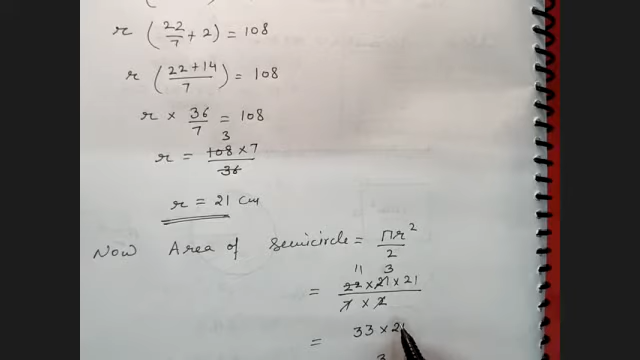 r ( 22/7 + 2 ) = 108
r ( 22 + 14 / 7 ) = 108
r × 36/7 = 108
3
r = 108 × 7 / 36
r = 21 cm
Now Area of Semicircle = πr² / 2
11 3
= 22 × 21 × 21 / 7 × 2
= 33 × 21